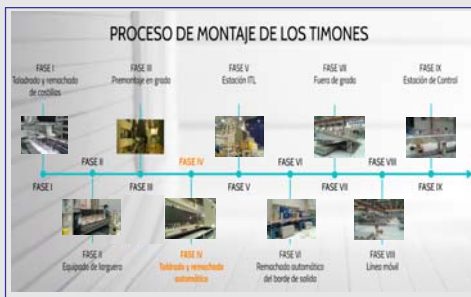 PROCESO DE MONTAJE DE LOS TIMONES
FASE I
Taladrado y remachado
de costillas
FASE III
Premontaje en grada
FASE V
Estación ITL
FASE VII
Fuera de grada
FASE IX
Estación de Control
FASE II
FASE IV
FASE VI
FASE VIII
FASE I
FASE III
FASE V
FASE VII
FASE IX
FASE II
Equipado de larguero
FASE IV
Taladrado y remachado
automático
FASE VI
Remachado automático
del borde de salida
FASE VIII
Línea móvil